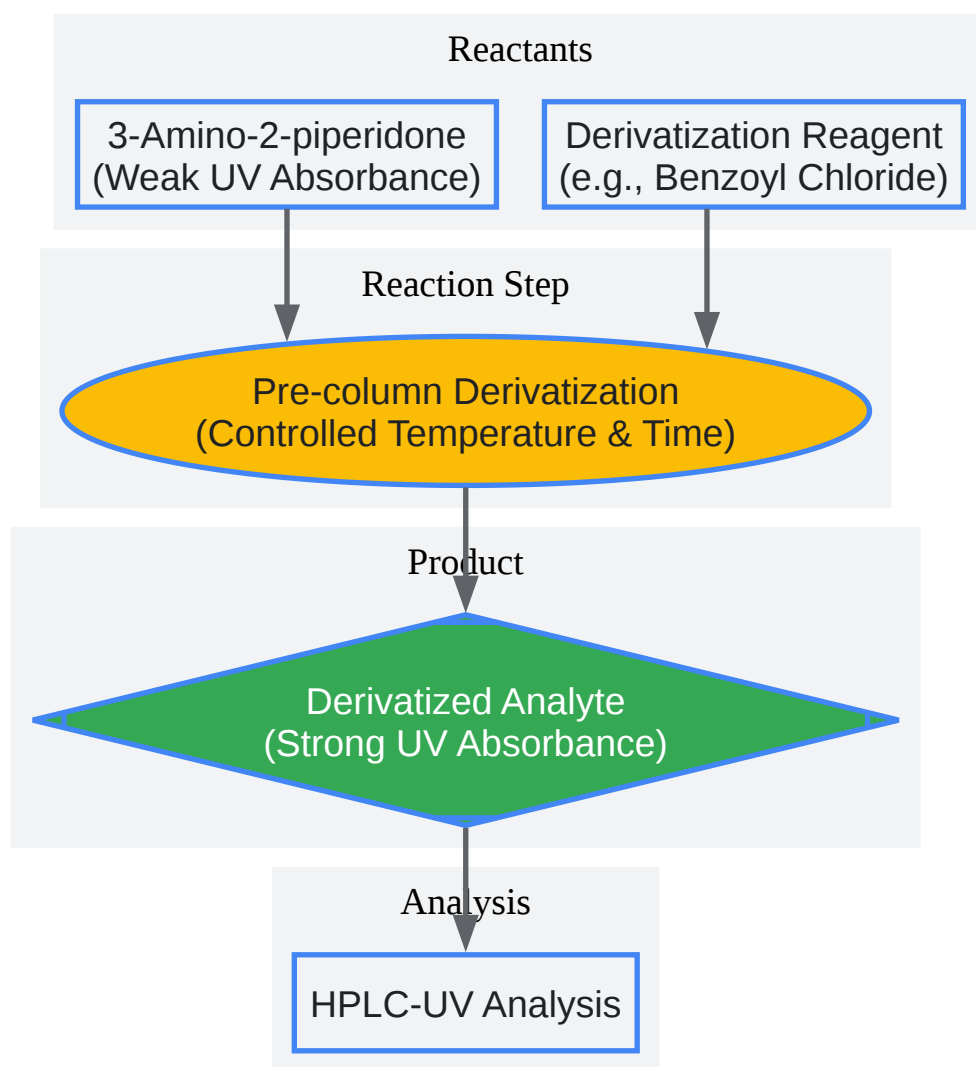 Reactants
3-Amino-2-piperidone
(Weak UV Absorbance)
Derivatization Reagent
(e.g., Benzoyl Chloride)
Reaction Step
Pre-column Derivatization
(Controlled Temperature & Time)
Product
Derivatized Analyte
(Strong UV Absorbance)
Analysis
HPLC-UV Analysis